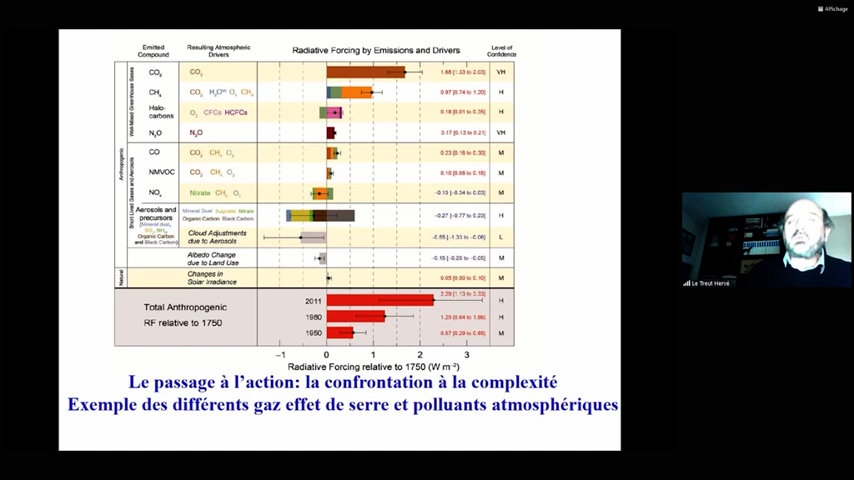 Affichage
Emitted Compound
Resulting Atmospheric Drivers
Radiative Forcing by Emissions and Drivers
Level of Confidence
Anthropogenic
Well-Mixed Greenhouse Gases
CO₂ CO₂ 1.68 [1.33 to 2.03] VH
CH₄ CO₂ H₂Oˢᵗʳ O₃ CH₄ 0.97 [0.74 to 1.20] H
Halo-carbons O₃ CFCs HCFCs 0.18 [0.01 to 0.35] H
N₂O N₂O 0.17 [0.13 to 0.21] VH
Short Lived Gases and Aerosols
CO CO₂ CH₄ O₃ 0.23 [0.16 to 0.30] M
NMVOC CO₂ CH₄ O₃ 0.10 [0.05 to 0.15] M
NOₓ Nitrate CH₄ O₃ -0.15 [-0.34 to 0.03] M
Aerosols and precursors
(Mineral dust, SO₂, NH₃, Organic Carbon and Black Carbon)
Mineral Dust Sulphate Nitrate
Organic Carbon Black Carbon
-0.27 [-0.77 to 0.23] H
Cloud Adjustments due to Aerosols -0.55 [-1.33 to -0.06] L
Albedo Change due to Land Use -0.15 [-0.25 to -0.05] M
Natural
Changes in Solar Irradiance 0.05 [0.00 to 0.10] M
Total Anthropogenic
RF relative to 1750
2011 2.29 [1.13 to 3.33] H
1980 1.25 [0.64 to 1.86] H
1950 0.57 [0.29 to 0.85] M
−1 0 1 2 3
Radiative Forcing relative to 1750 (W m⁻²)
Le passage à l’action: la confrontation à la complexité
Exemple des différents gaz effet de serre et polluants atmosphériques
Le Treut Hervé